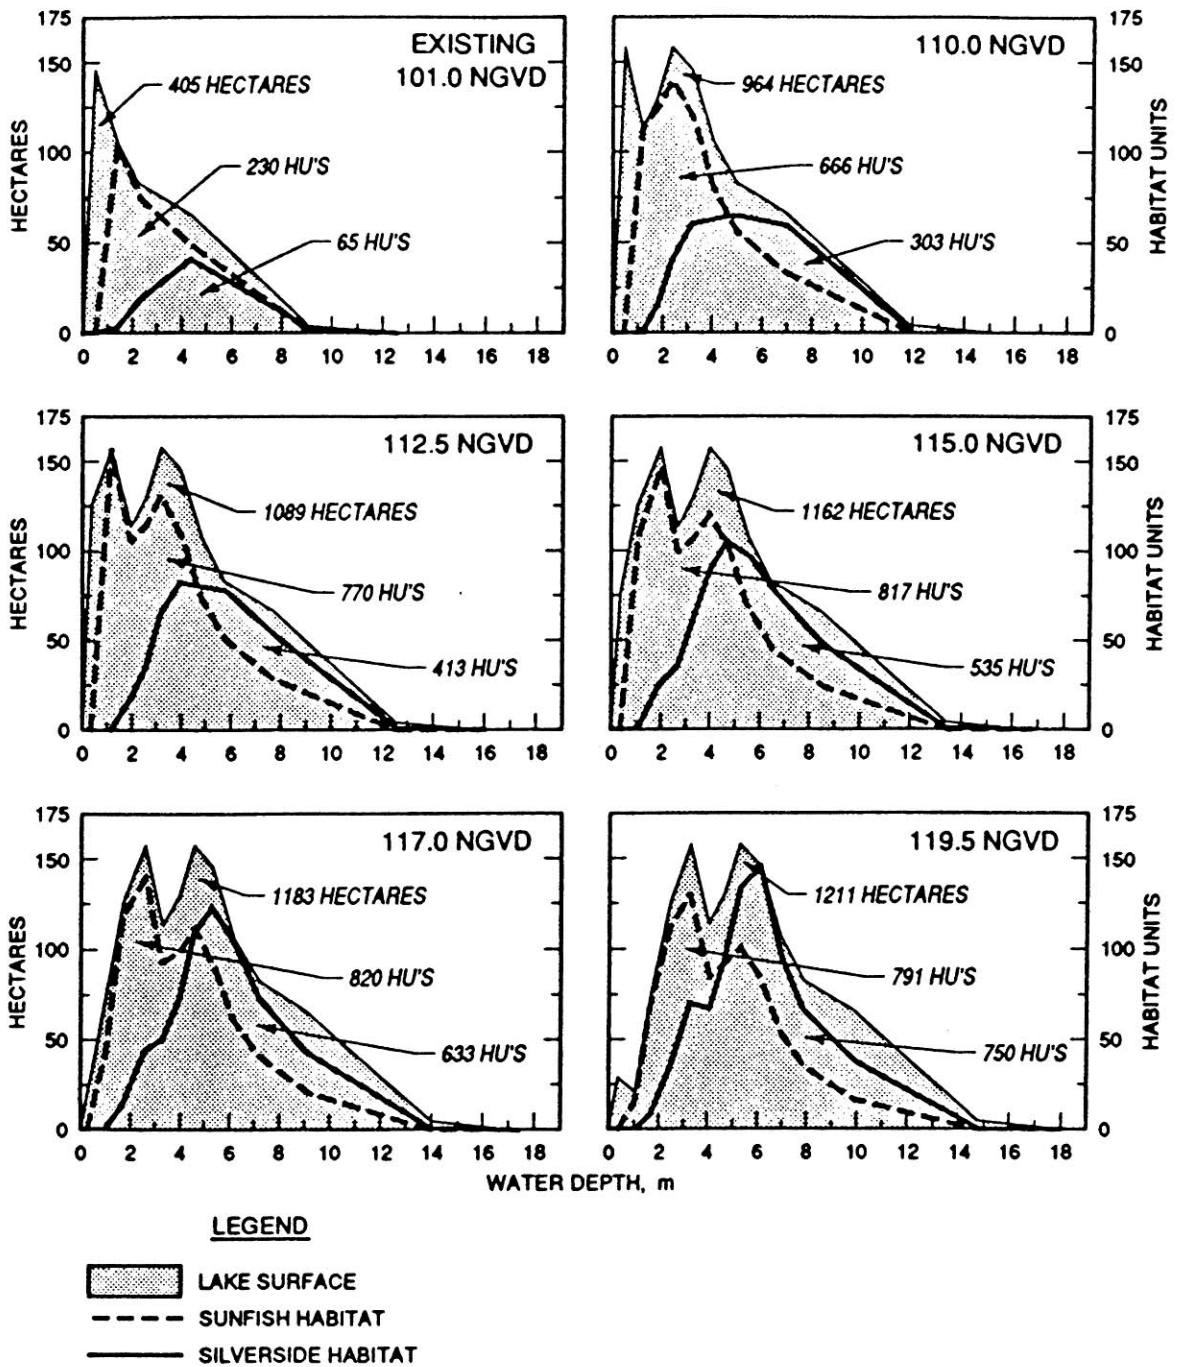 EXISTING
101.0 NGVD
HECTARES
175
150
100
50
0
405 HECTARES
230 HU'S
65 HU'S
0 2 4 6 8 10 12 14 16 18
110.0 NGVD
175
150
100
50
0
HABITAT UNITS
964 HECTARES
666 HU'S
303 HU'S
0 2 4 6 8 10 12 14 16 18
112.5 NGVD
HECTARES
175
150
100
50
0
1089 HECTARES
770 HU'S
413 HU'S
0 2 4 6 8 10 12 14 16 18
115.0 NGVD
175
150
100
50
0
HABITAT UNITS
1162 HECTARES
817 HU'S
535 HU'S
0 2 4 6 8 10 12 14 16 18
117.0 NGVD
HECTARES
175
150
100
50
0
1183 HECTARES
820 HU'S
633 HU'S
0 2 4 6 8 10 12 14 16 18
119.5 NGVD
175
150
100
50
0
HABITAT UNITS
1211 HECTARES
791 HU'S
750 HU'S
0 2 4 6 8 10 12 14 16 18
WATER DEPTH, m
LEGEND
LAKE SURFACE
SUNFISH HABITAT
SILVERSIDE HABITAT